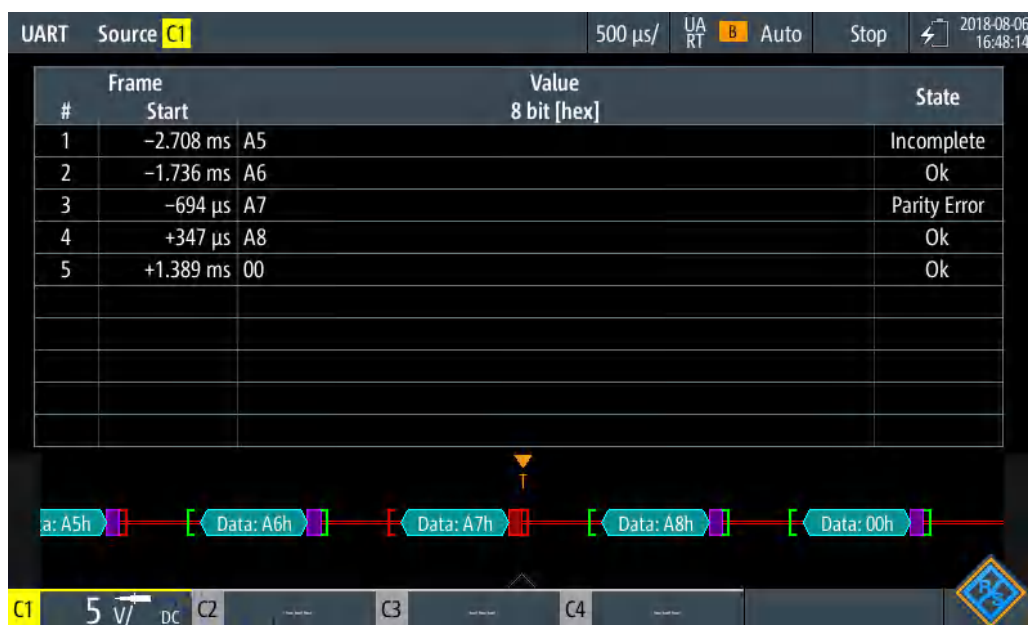 UART Source C1 500 µs/ UA RT B Auto Stop 2018-08-06 16:48:14
Frame Value State
# Start 8 bit [hex]
1 −2.708 ms A5 Incomplete
2 −1.736 ms A6 Ok
3 −694 µs A7 Parity Error
4 +347 µs A8 Ok
5 +1.389 ms 00 Ok
T
a: A5h Data: A6h Data: A7h Data: A8h Data: 00h
C1 5 V/ DC C2 --- C3 --- C4 ---